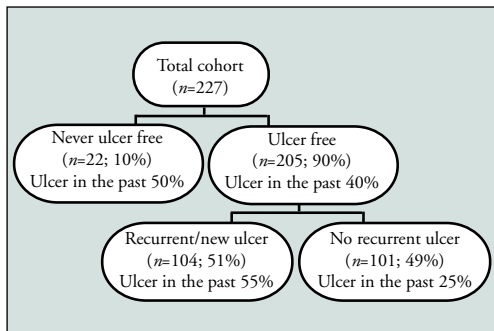 Total cohort
(n=227)
Never ulcer free
(n=22; 10%)
Ulcer in the past 50%
Ulcer free
(n=205; 90%)
Ulcer in the past 40%
Recurrent/new ulcer
(n=104; 51%)
Ulcer in the past 55%
No recurrent ulcer
(n=101; 49%)
Ulcer in the past 25%